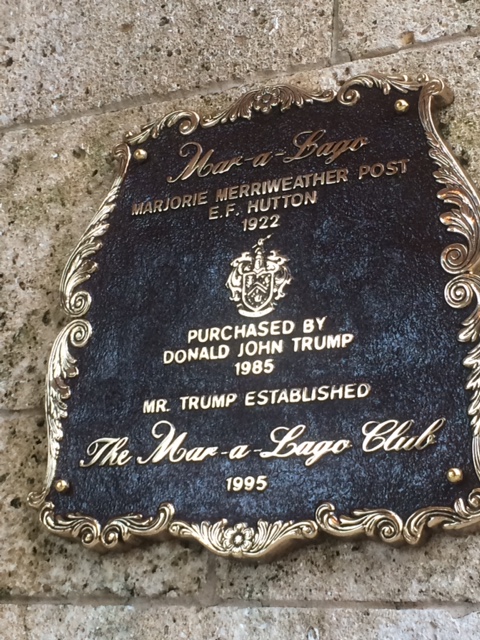 Mar-a-Lago
MARJORIE MERRIWEATHER POST
E.F. HUTTON
1922
PURCHASED BY
DONALD JOHN TRUMP
1985
MR. TRUMP ESTABLISHED
The Mar-a-Lago Club
1995